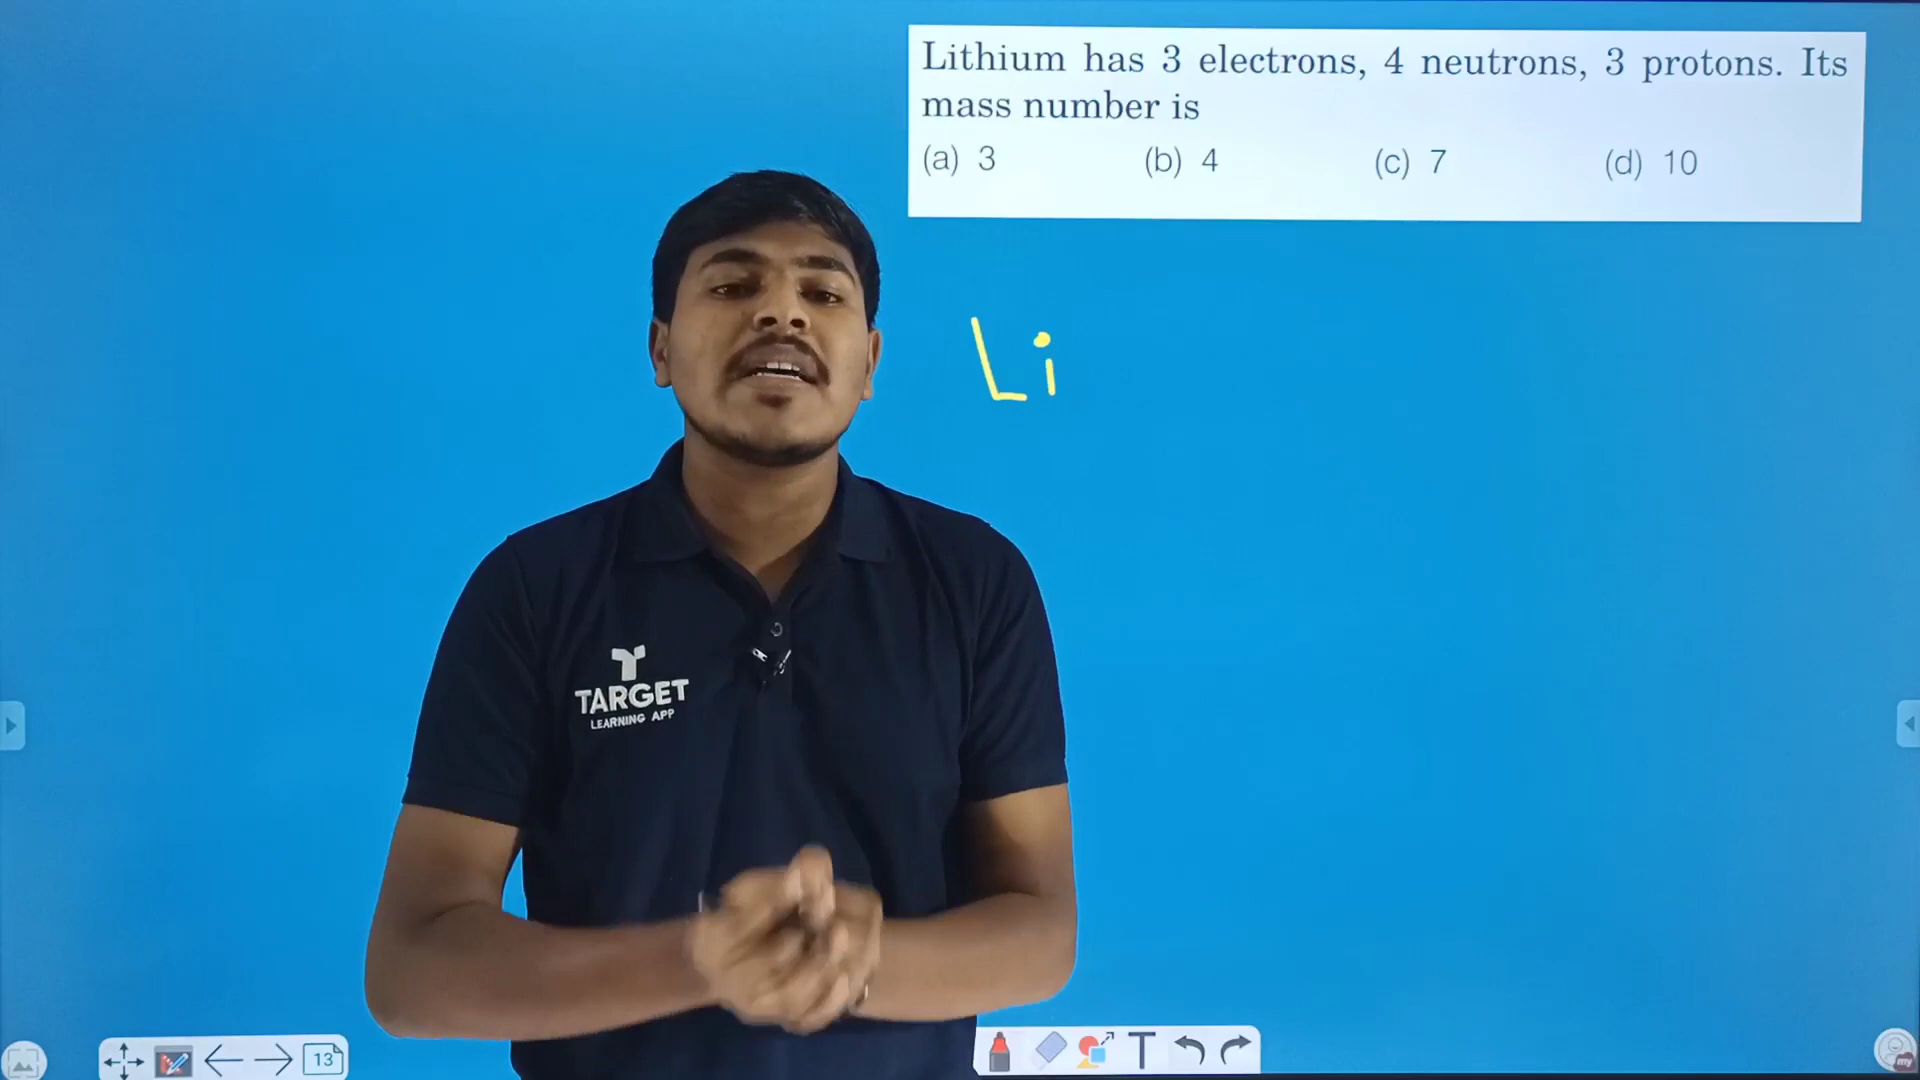 Lithium has 3 electrons, 4 neutrons, 3 protons. Its
mass number is
(a) 3 (b) 4 (c) 7 (d) 10
Li
TARGET
LEARNING APP
13
T
my